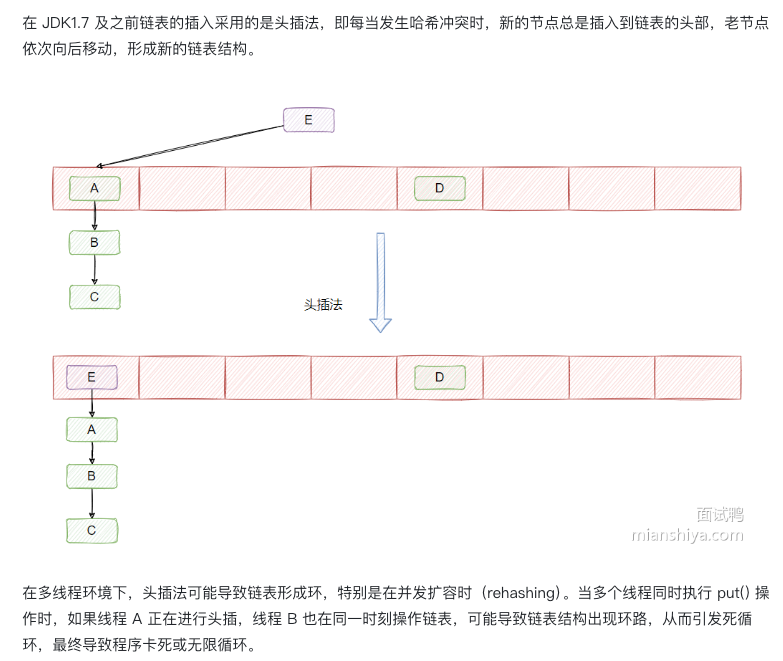 在 JDK1.7 及之前链表的插入采用的是头插法，即每当发生哈希冲突时，新的节点总是插入到链表的头部，老节点
依次向后移动，形成新的链表结构。
E
A
D
B
C
头插法
E
D
A
B
C
面试鸭
mianshiya.com
在多线程环境下，头插法可能导致链表形成环，特别是在并发扩容时（rehashing）。当多个线程同时执行 put() 操
作时，如果线程 A 正在进行头插，线程 B 也在同一时刻操作链表，可能导致链表结构出现环路，从而引发死循
环，最终导致程序卡死或无限循环。